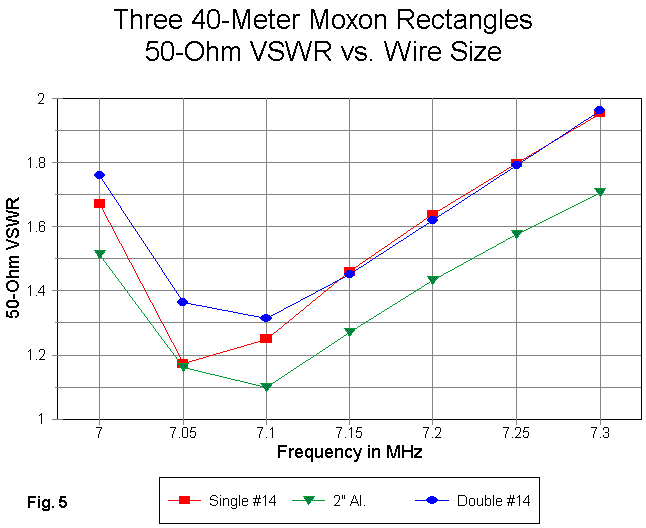 Three 40-Meter Moxon Rectangles
50-Ohm VSWR vs. Wire Size
2
1.8
1.6
1.4
1.2
1
50-Ohm VSWR
7 7.05 7.1 7.15 7.2 7.25 7.3
Frequency in MHz
Fig. 5
Single #14 2" Al. Double #14